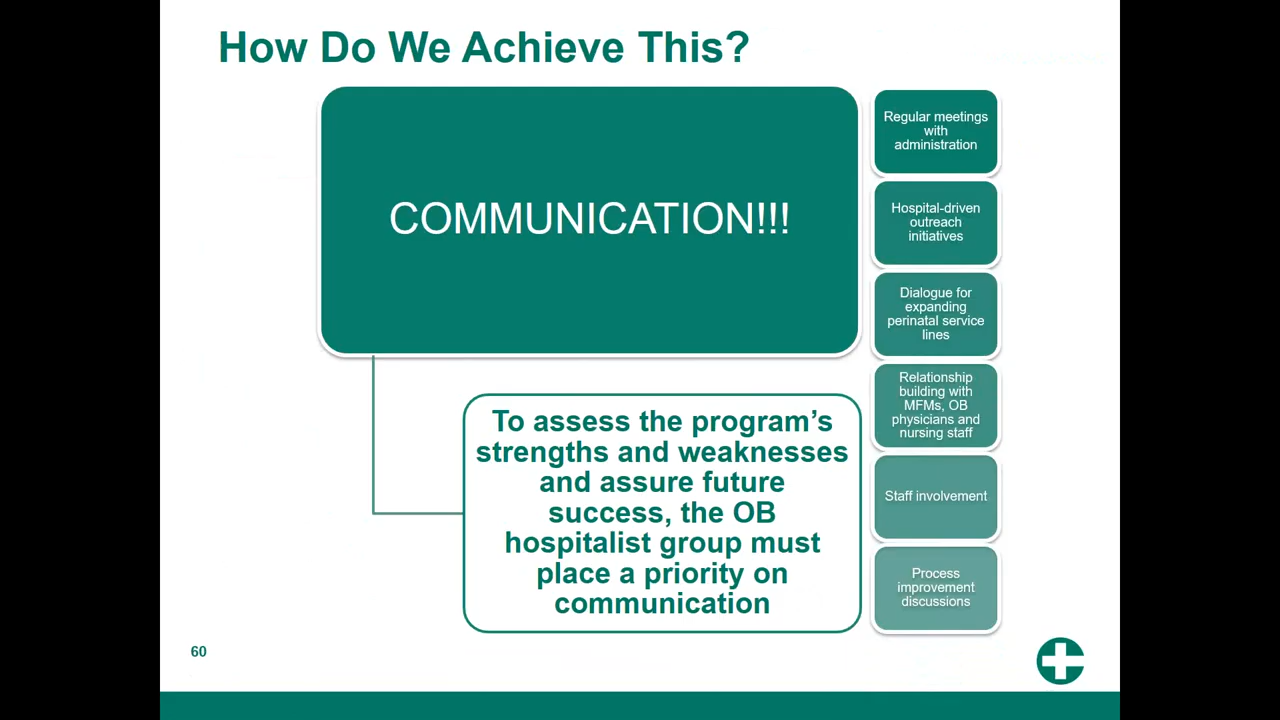 How Do We Achieve This?
COMMUNICATION!!!
To assess the program's
strengths and weaknesses
and assure future
success, the OB
hospitalist group must
place a priority on
communication
Regular meetings
with
administration
Hospital-driven
outreach
initiatives
Dialogue for
expanding
perinatal service
lines
Relationship
building with
MFMs, OB
physicians and
nursing staff
Staff involvement
Process
improvement
discussions
60